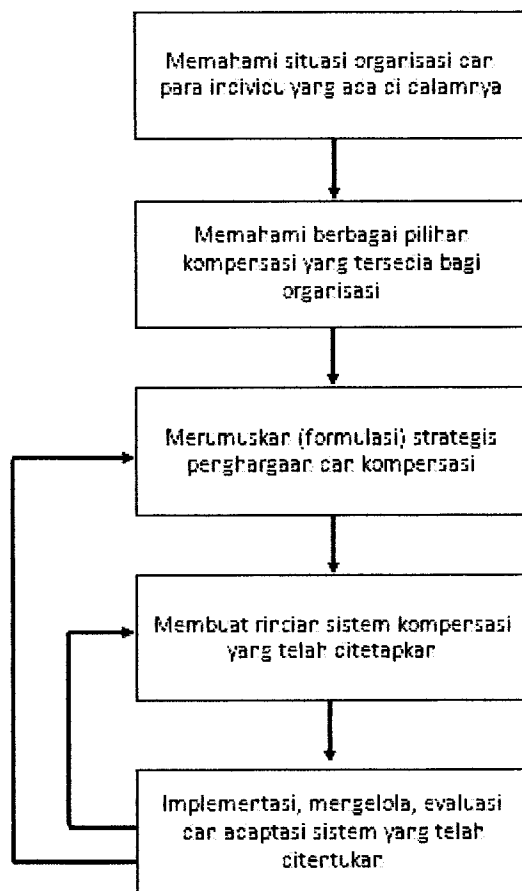 Memahami situasi organisasi dan
para individu yang ada di dalamnya
Memahami berbagai pilihan
kompensasi yang tersedia bagi
organisasi
Merumuskan (formulasi) strategis
penghargaan dan kompensasi
Membuat rincian sistem kompensasi
yang telah ditetapkan
Implementasi, mengelola, evaluasi
dan adaptasi sistem yang telah
ditentukan